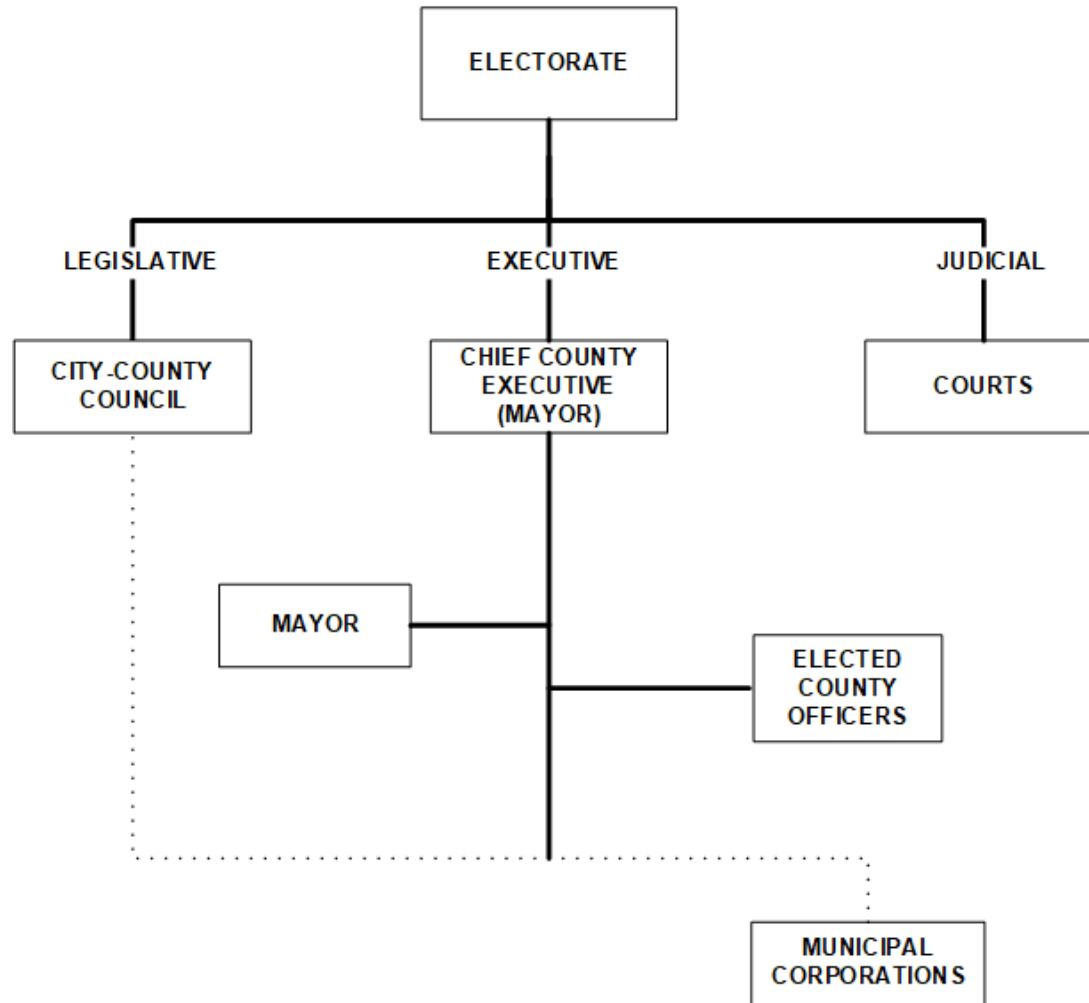 ELECTORATE
LEGISLATIVE
EXECUTIVE
JUDICIAL
CITY-COUNTY
COUNCIL
CHIEF COUNTY
EXECUTIVE
(MAYOR)
COURTS
MAYOR
ELECTED
COUNTY
OFFICERS
MUNICIPAL
CORPORATIONS